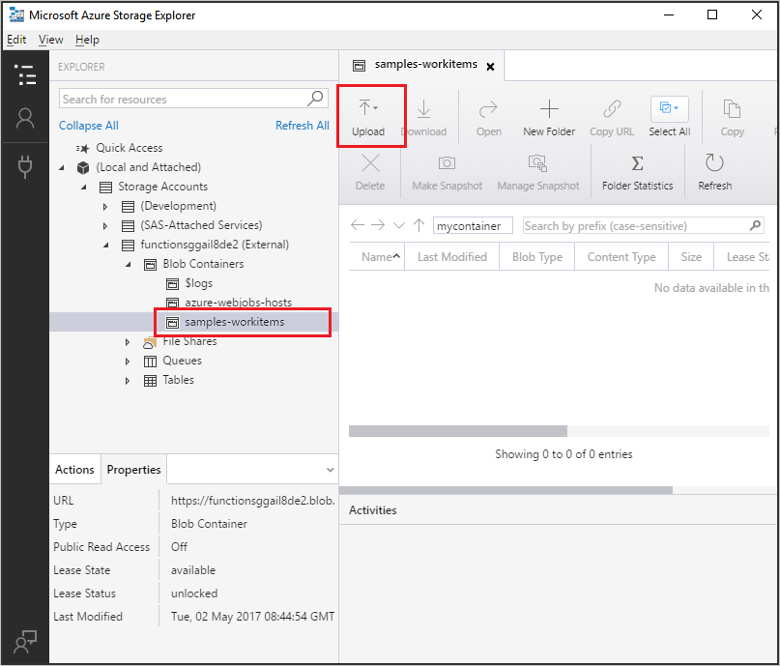 Microsoft Azure Storage Explorer
Edit View Help
EXPLORER
Search for resources
Collapse All Refresh All
Quick Access
(Local and Attached)
Storage Accounts
(Development)
(SAS-Attached Services)
functionsggail8de2 (External)
Blob Containers
$logs
azure-webjobs-hosts
samples-workitems
File Shares
Queues
Tables
Actions Properties
URL https://functionsggail8de2.blob.
Type Blob Container
Public Read Access Off
Lease State available
Lease Status unlocked
Last Modified Tue, 02 May 2017 08:44:54 GMT
samples-workitems
Upload Download Open New Folder Copy URL Select All Copy
Delete Make Snapshot Manage Snapshot Folder Statistics Refresh
mycontainer Search by prefix (case-sensitive)
Name Last Modified Blob Type Content Type Size Lease Sta
No data available in th
Showing 0 to 0 of 0 entries
Activities